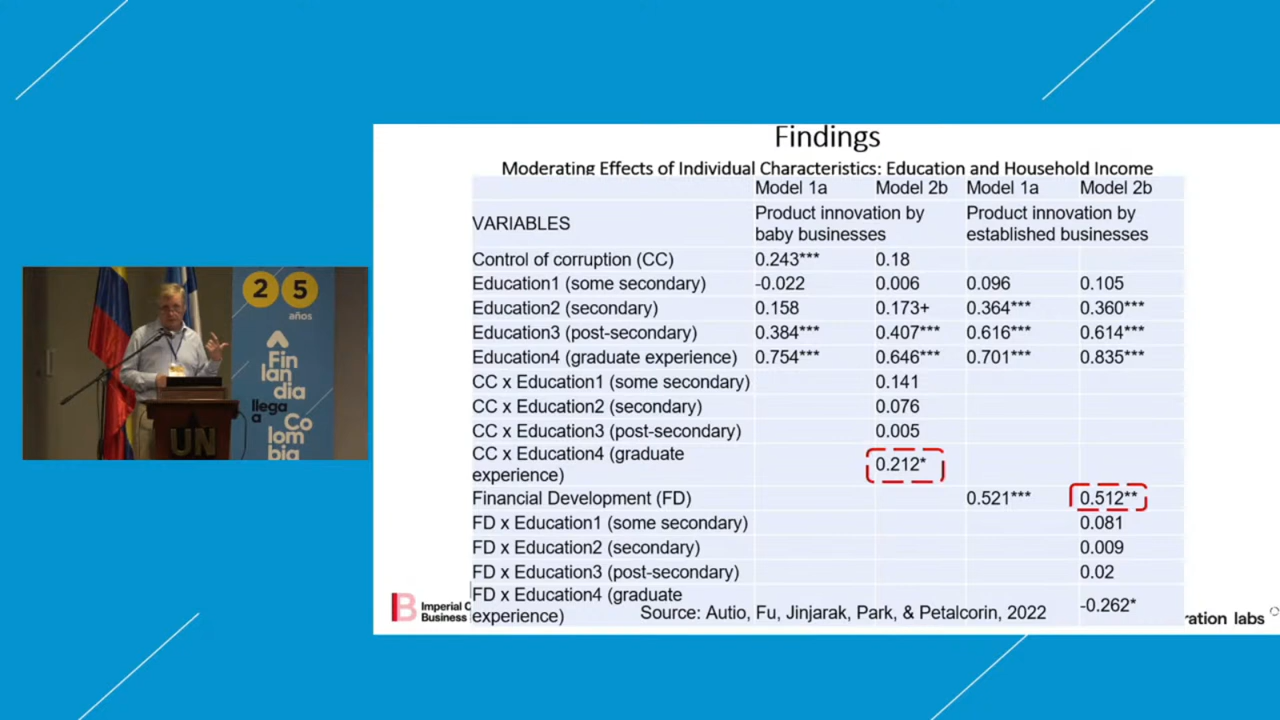 Findings
Moderating Effects of Individual Characteristics: Education and Household Income
Model 1a Model 2b Model 1a Model 2b
VARIABLES Product innovation by baby businesses Product innovation by established businesses
Control of corruption (CC) 0.243*** 0.18
Education1 (some secondary) -0.022 0.006 0.096 0.105
Education2 (secondary) 0.158 0.173+ 0.364*** 0.360***
Education3 (post-secondary) 0.384*** 0.407*** 0.616*** 0.614***
Education4 (graduate experience) 0.754*** 0.646*** 0.701*** 0.835***
CC x Education1 (some secondary) 0.141
CC x Education2 (secondary) 0.076
CC x Education3 (post-secondary) 0.005
CC x Education4 (graduate
experience) 0.212*
Financial Development (FD) 0.521*** 0.512**
FD x Education1 (some secondary) 0.081
FD x Education2 (secondary) 0.009
FD x Education3 (post-secondary) 0.02
FD x Education4 (graduate
experience) -0.262*
Source: Autio, Fu, Jinjarak, Park, & Petalcorin, 2022
Imperial C
Business
ration labs
25
años
Fin
lan
dia
llega
a
Co
lom
bia
UN